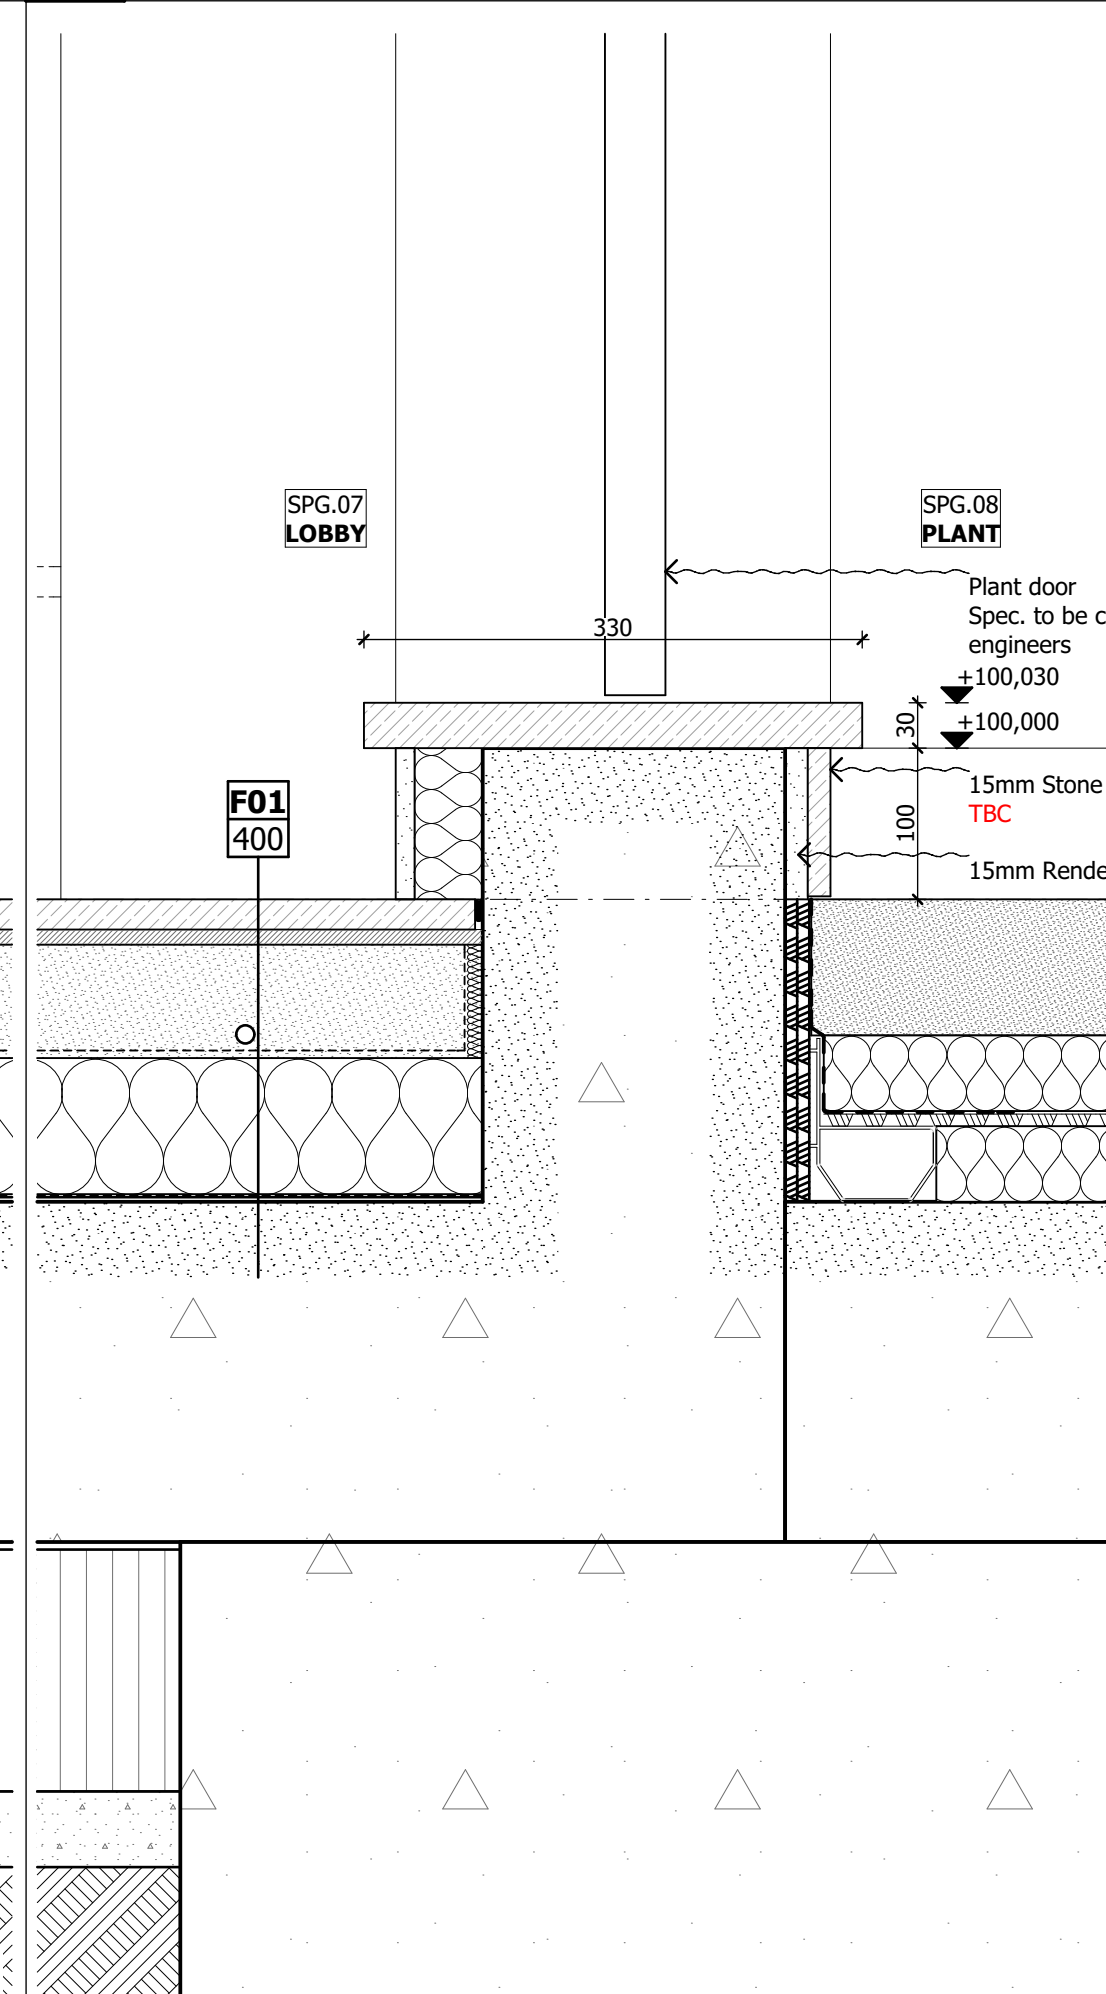 SPG.07
LOBBY
SPG.08
PLANT
Plant door
Spec. to be
engineers
330
+100,030
30
+100,000
F01
400
15mm Stone
TBC
100
15mm